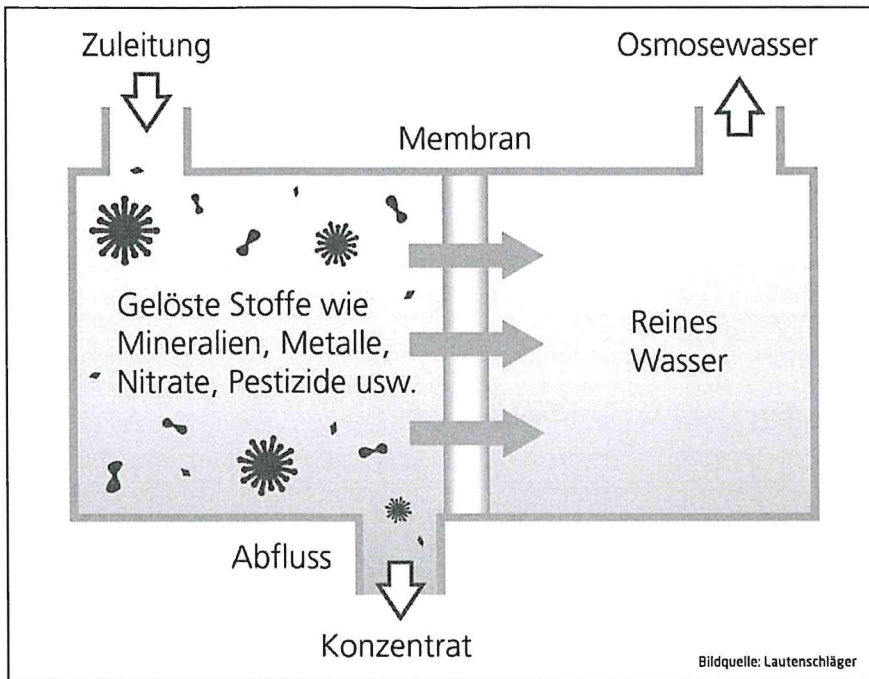 Zuleitung
Osmosewasser
Membran
Gelöste Stoffe wie
Mineralien, Metalle,
Nitrate, Pestizide usw.
Reines
Wasser
Abfluss
Konzentrat
Bildquelle: Lautenschläger